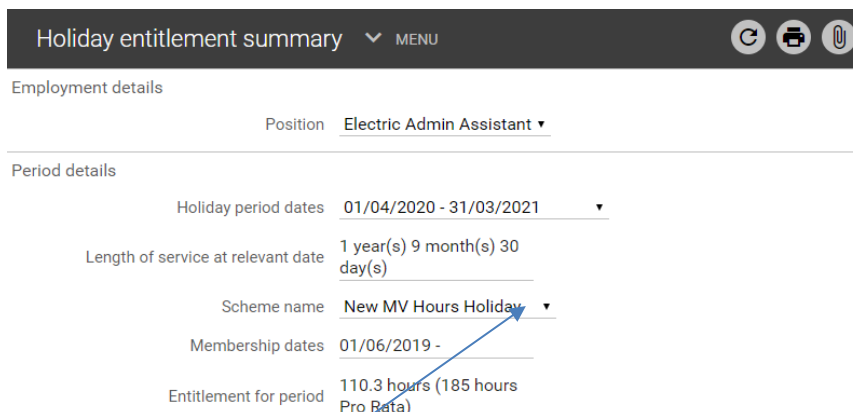 Holiday entitlement summary MENU
Employment details
Position Electric Admin Assistant
Period details
Holiday period dates 01/04/2020 - 31/03/2021
Length of service at relevant date 1 year(s) 9 month(s) 30
day(s)
Scheme name New MV Hours Holiday
Membership dates 01/06/2019 -
Entitlement for period 110.3 hours (185 hours
Pro Rata)